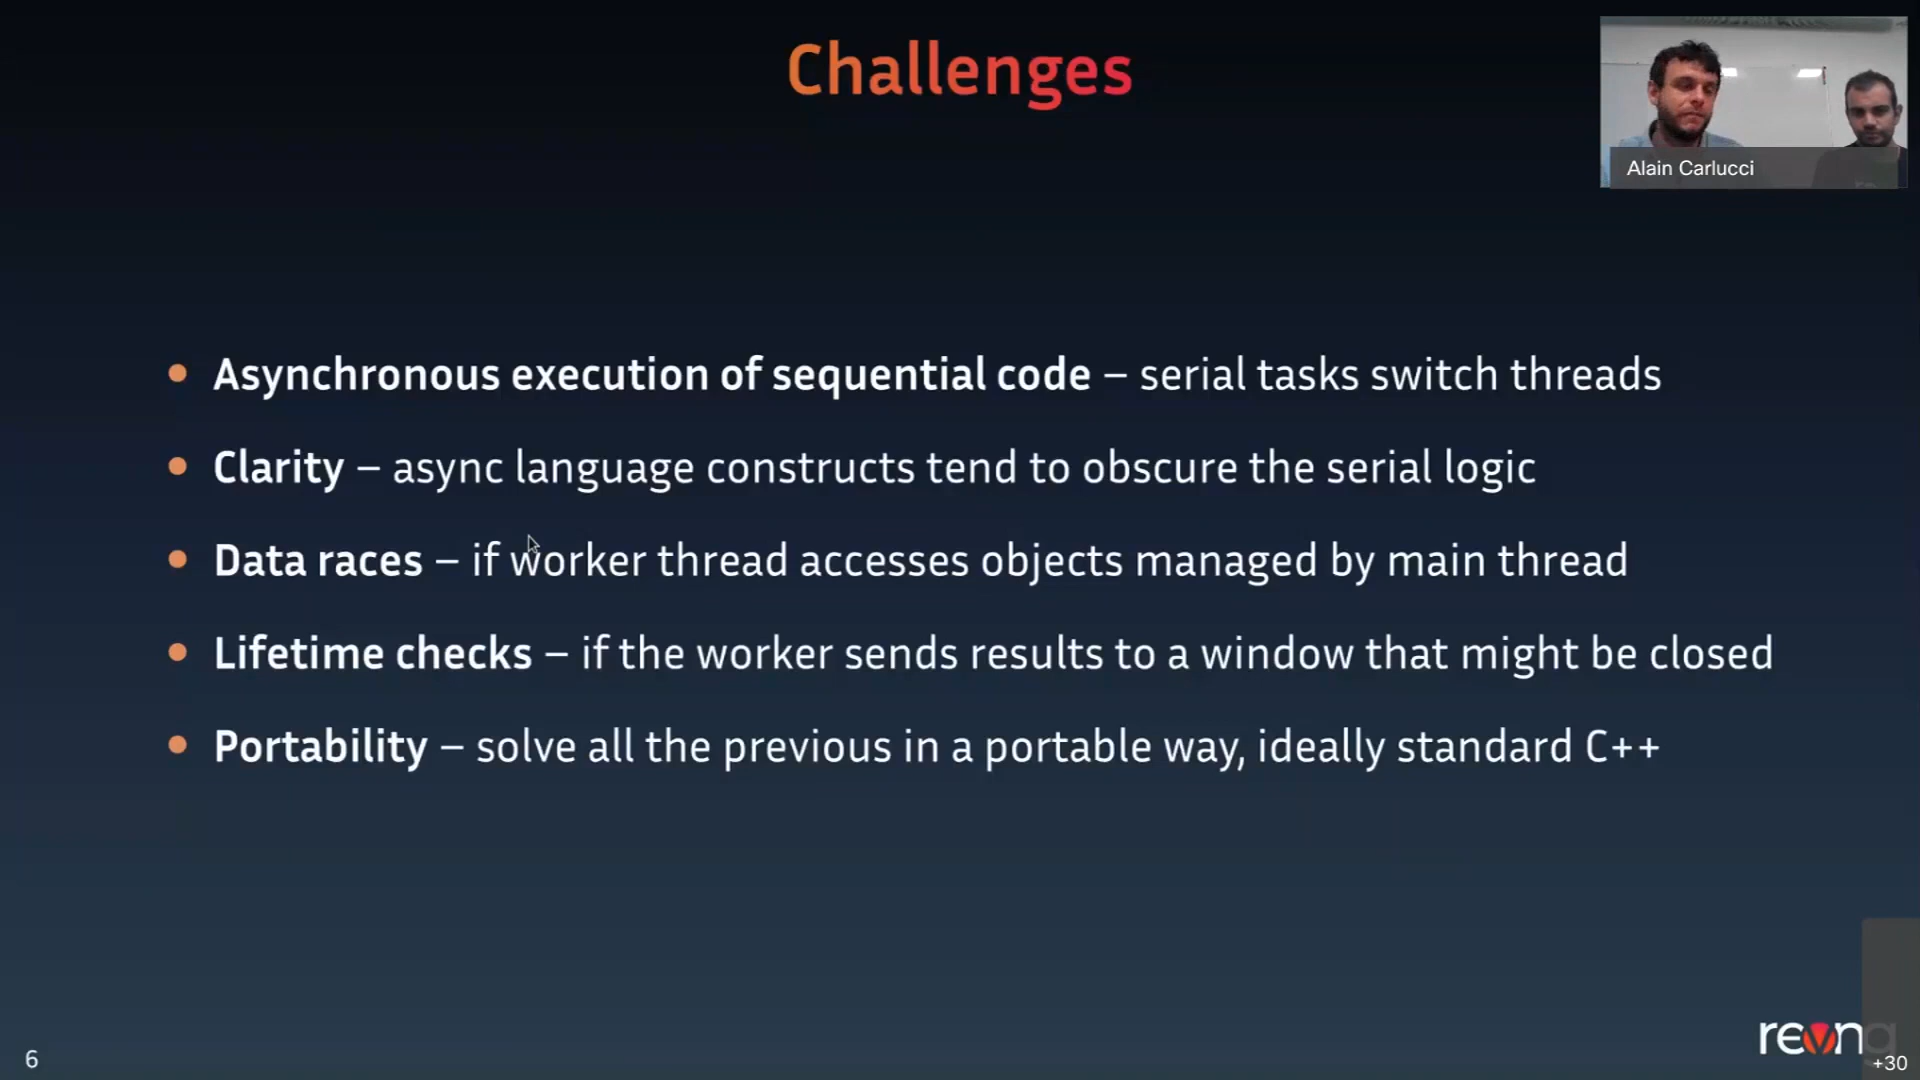 Challenges
Alain Carlucci
• Asynchronous execution of sequential code – serial tasks switch threads
• Clarity – async language constructs tend to obscure the serial logic
• Data races – if worker thread accesses objects managed by main thread
• Lifetime checks – if the worker sends results to a window that might be closed
• Portability – solve all the previous in a portable way, ideally standard C++
revng
6
+30